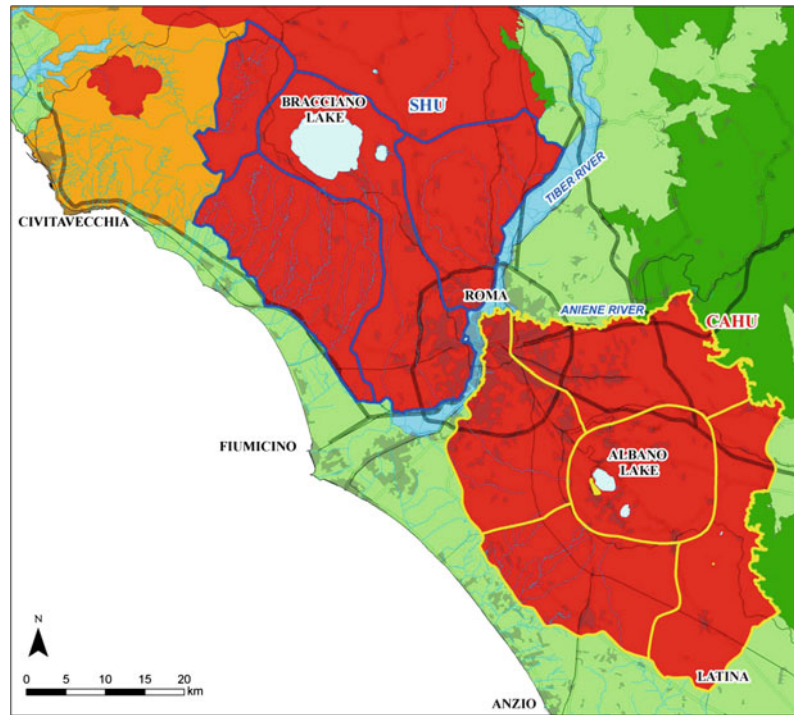 BRACCIANO
LAKE
SHU
TIBER RIVER
CIVITAVECCHIA
ROMA
ANIENE RIVER
CAHU
FIUMICINO
ALBANO
LAKE
N
0 5 10 15 20
km
LATINA
ANZIO